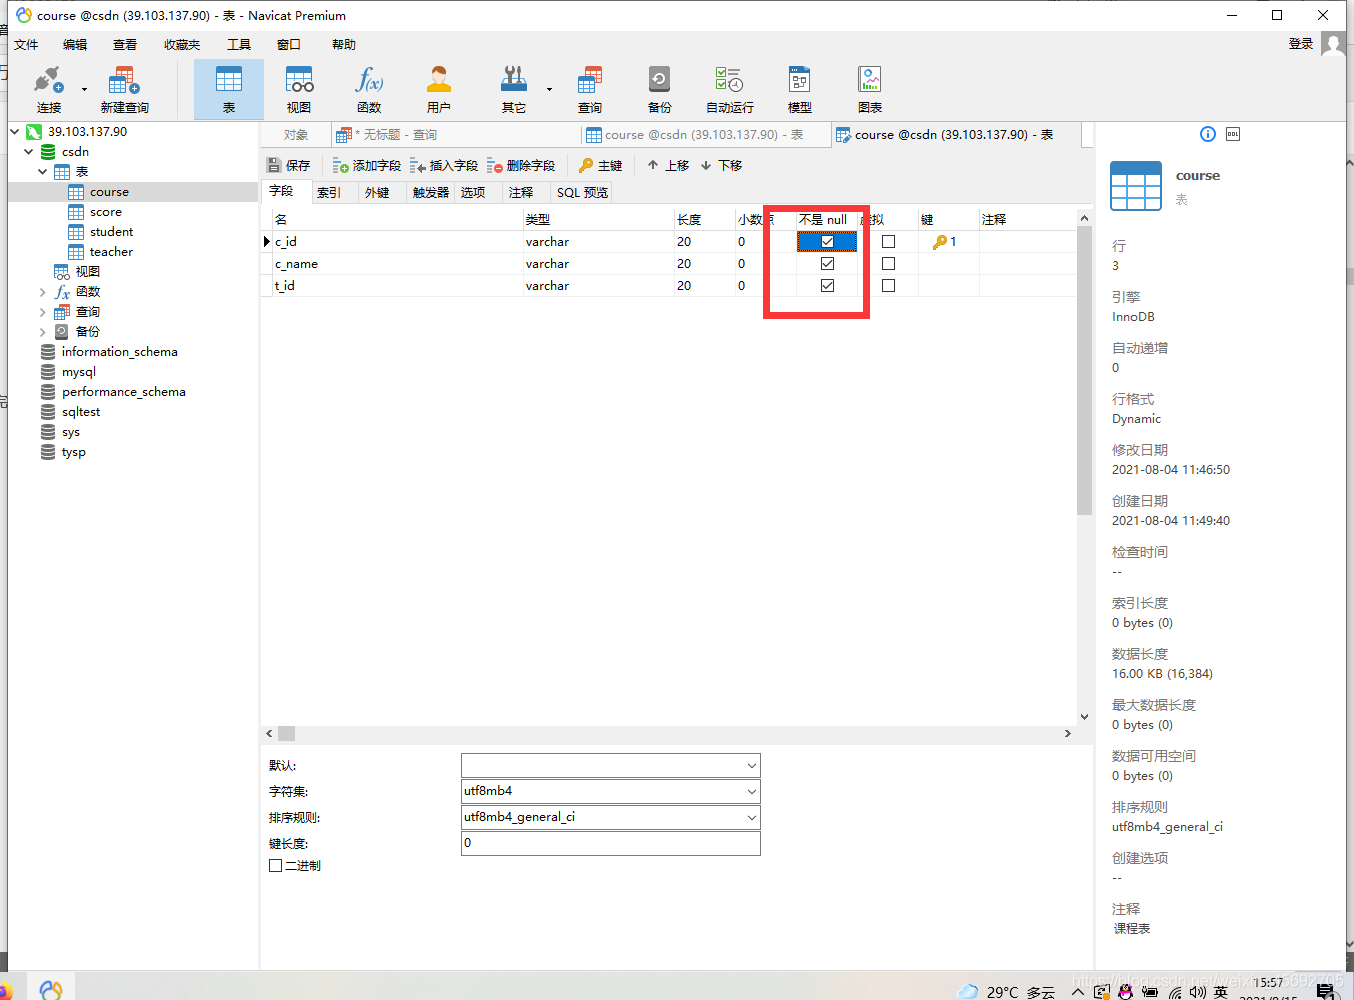 course @csdn (39.103.137.90) - 表 - Navicat Premium
文件 编辑 查看 收藏夹 工具 窗口 帮助 登录
连接 新建查询 表 视图 函数 用户 其它 查询 备份 自动运行 模型 图表
39.103.137.90
csdn
表
course
score
student
teacher
视图
函数
查询
备份
information_schema
mysql
performance_schema
sqltest
sys
tysp
对象 * 无标题 - 查询 course @csdn (39.103.137.90) - 表 course @csdn (39.103.137.90) - 表
保存 添加字段 插入字段 删除字段 主键 上移 下移
字段 索引 外键 触发器 选项 注释 SQL 预览
名 类型 长度 小数点 不是 null 虚拟 键 注释
c_id varchar 20 0 1
c_name varchar 20 0
t_id varchar 20 0
默认:
字符集: utf8mb4
排序规则: utf8mb4_general_ci
键长度: 0
二进制
DDL
course
表
行
3
引擎
InnoDB
自动递增
0
行格式
Dynamic
修改日期
2021-08-04 11:46:50
创建日期
2021-08-04 11:49:40
检查时间
--
索引长度
0 bytes (0)
数据长度
16.00 KB (16,384)
最大数据长度
0 bytes (0)
数据可用空间
0 bytes (0)
排序规则
utf8mb4_general_ci
创建选项
--
注释
课程表
29°C 多云 英 15:57